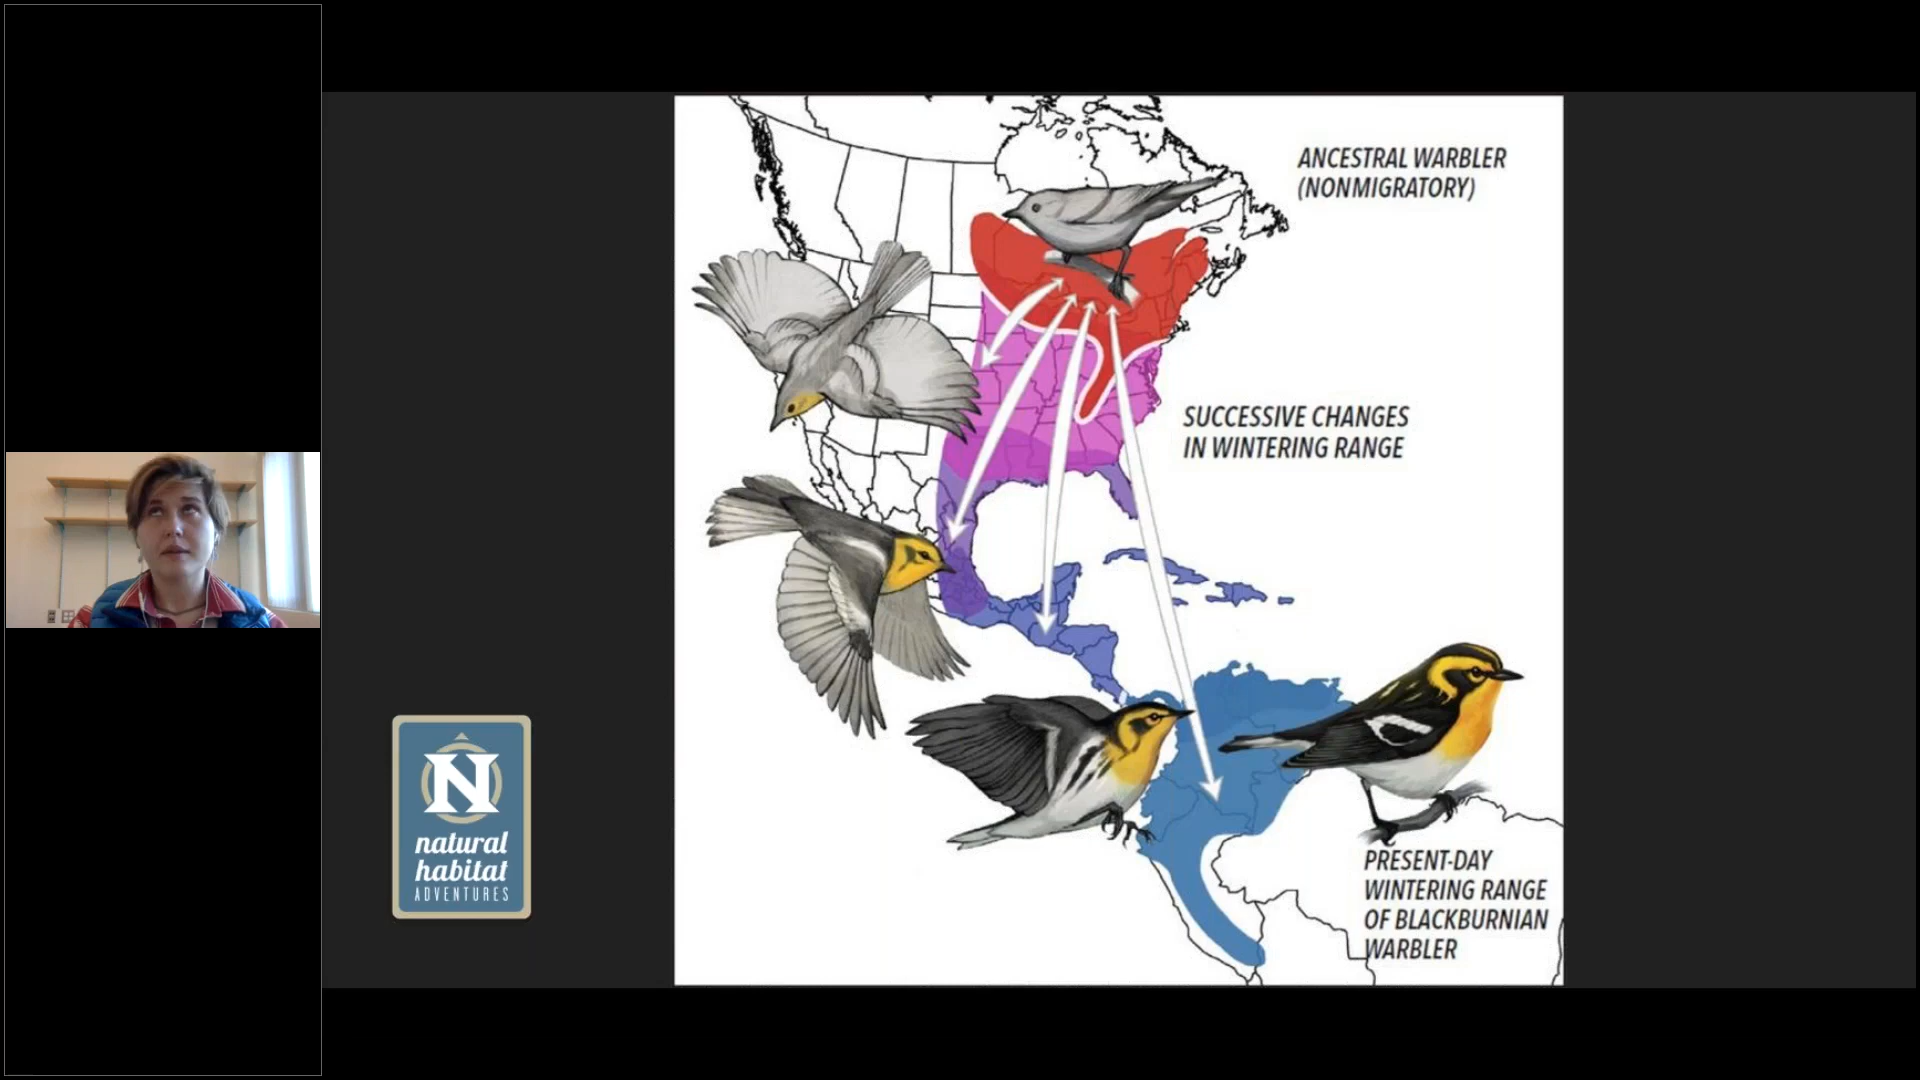 ANCESTRAL WARBLER
(NONMIGRATORY)
SUCCESSIVE CHANGES
IN WINTERING RANGE
PRESENT-DAY
WINTERING RANGE
OF BLACKBURNIAN
WARBLER
N
natural
habitat
ADVENTURES